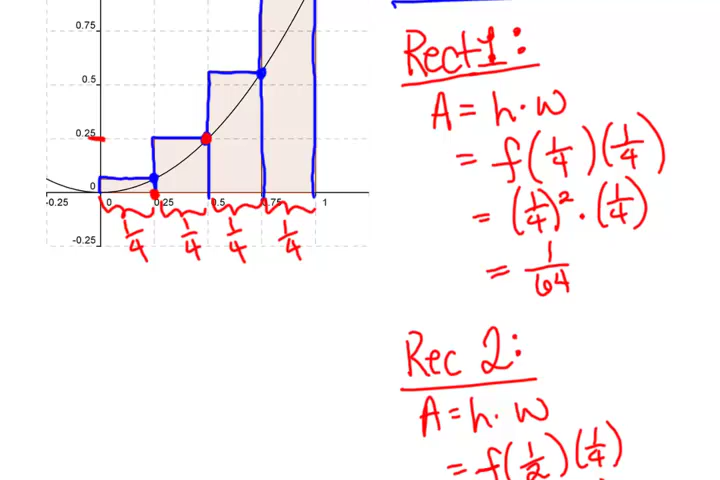 0.75
0.5
0.25
0
-0.25 0 0.25 0.5 0.75 1
-0.25
1/4 1/4 1/4 1/4
Rect 1:
A = h · w
= f(1/4)(1/4)
= (1/4)² · (1/4)
= 1/64
Rec 2:
A = h · w
= f(1/2)(1/4)